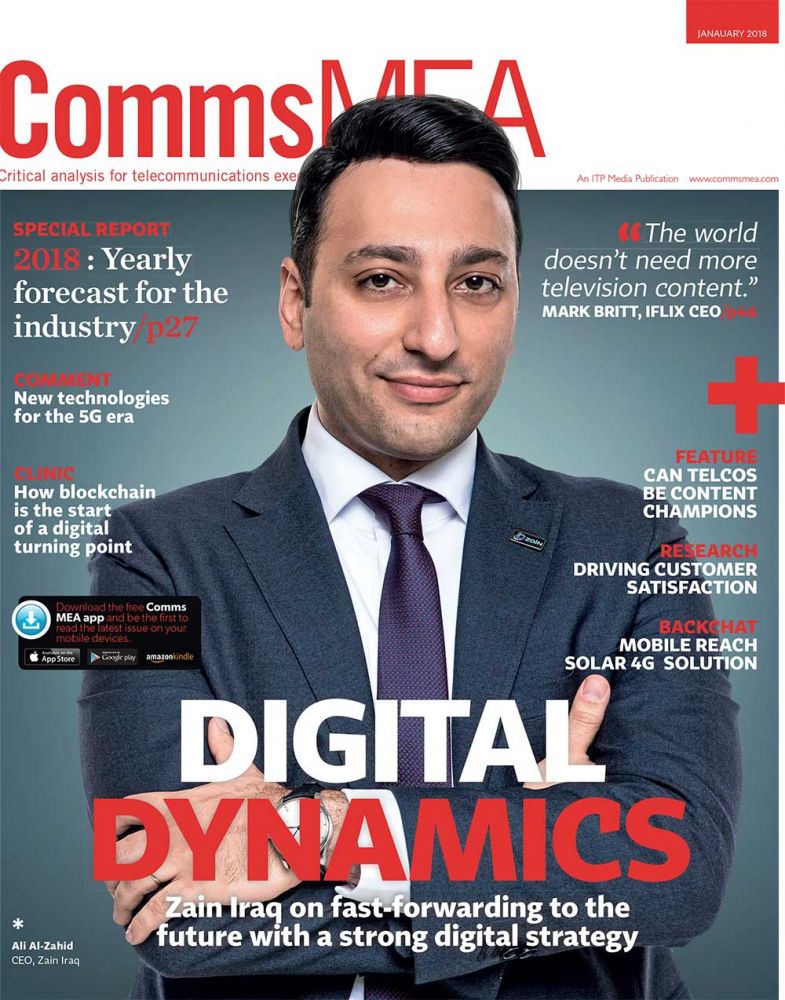 JANAUARY 2018
CommsMEA
Critical analysis for telecommunications exe
An ITP Media Publication www.commsmea.com
SPECIAL REPORT
2018 : Yearly
forecast for the
industry/p27
COMMENT
New technologies
for the 5G era
CLINIC
How blockchain
is the start
of a digital
turning point
Download the free Comms
MEA app and be the first to
read the latest issue on your
mobile devices.
Available on the
App Store
Google play
amazonkindle
“The world
doesn’t need more
television content.”
MARK BRITT, IFLIX CEO
FEATURE
CAN TELCOS
BE CONTENT
CHAMPIONS
RESEARCH
DRIVING CUSTOMER
SATISFACTION
BACKCHAT
MOBILE REACH
SOLAR 4G SOLUTION
ZAIN
DIGITAL
DYNAMICS
Zain Iraq on fast-forwarding to the
future with a strong digital strategy
*
Ali Al-Zahid
CEO, Zain Iraq